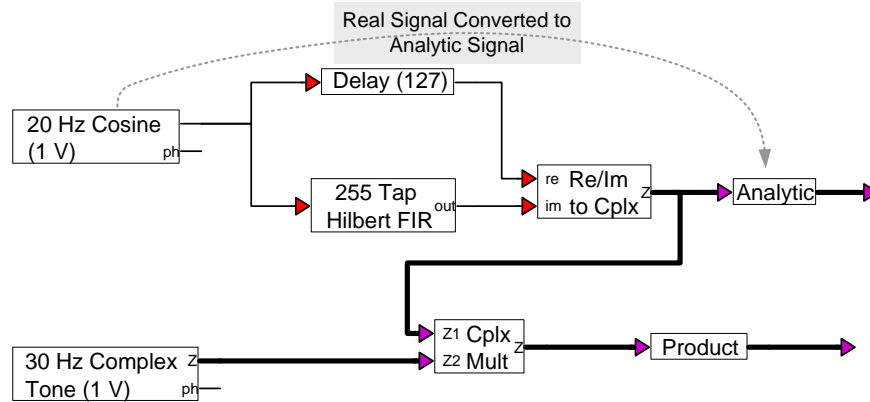 Real Signal Converted to
Analytic Signal
Delay (127)
20 Hz Cosine
(1 V)
ph
255 Tap
Hilbert FIR
out
re Re/Im Z
im to Cplx
Analytic
Z1 Cplx Z
Z2 Mult
Product
30 Hz Complex Z
Tone (1 V) ph